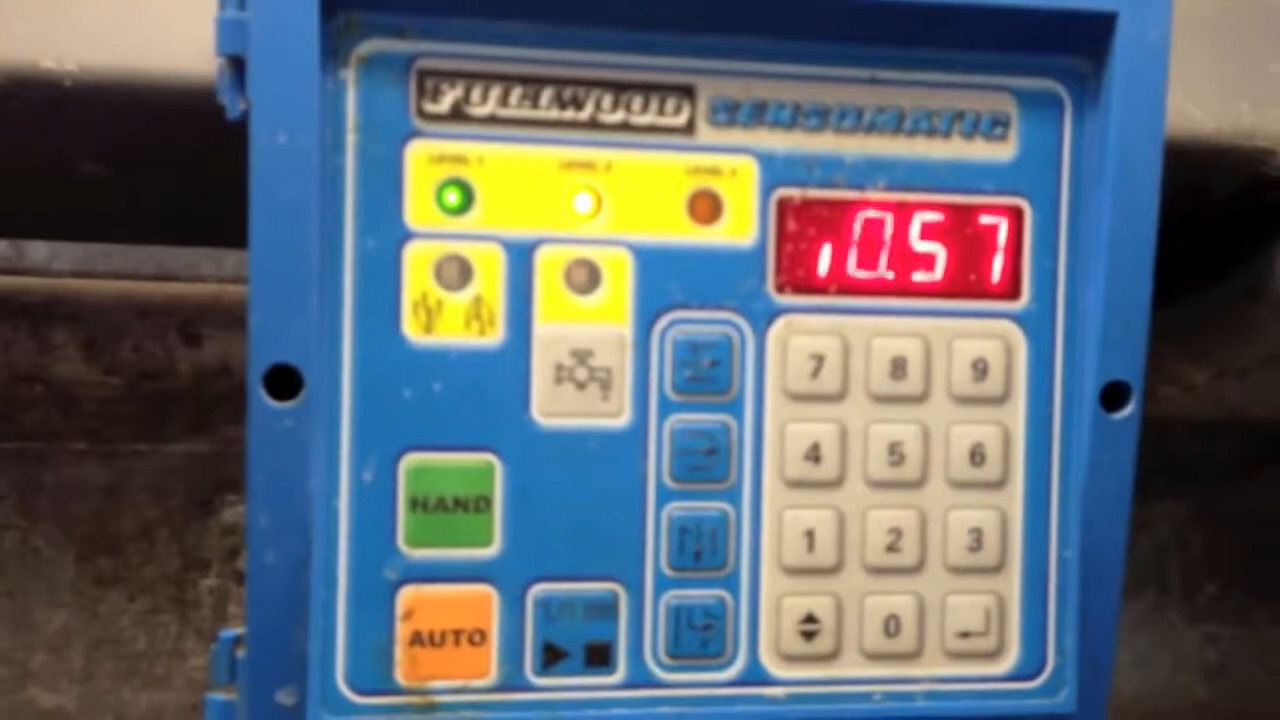 FULLWOOD SENSOMATIC
LEVEL 1 LEVEL 2 LEVEL 3
10.57
7 8 9
4 5 6
1 2 3
0
HAND
AUTO